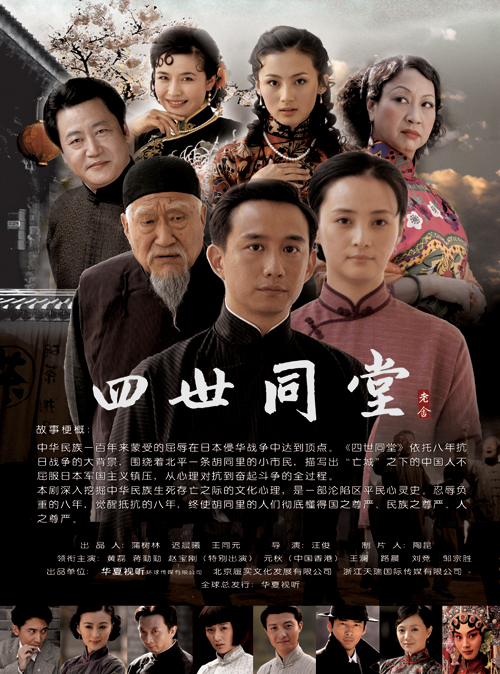 四世同堂
老舍
故事梗概：
中华民族一百年来蒙受的屈辱在日本侵华战争中达到顶点。《四世同堂》依托八年抗
日战争的大背景，围绕着北平一条胡同里的小市民，描写出“亡城”之下的中国人不
屈服日本军国主义镇压，从心理对抗到奋起斗争的全过程。
本剧深入挖掘中华民族生死存亡之际的文化心理，是一部沦陷区平民心灵史。忍辱负
重的八年，觉醒抵抗的八年，终使胡同里的人们彻底懂得国之尊严、民族之尊严、人
之尊严。
出品人：蒲树林 迟晨曦 王同元 导演：汪俊 制片人：陶昆
领衔主演：黄磊 蒋勤勤 赵宝刚（特别出演） 元秋（中国香港） 王澜 路晨 刘竞 邹宗胜
出品单位：华夏视听环球传媒有限公司 北京屉实文化发展有限公司 浙江天瑞国际传媒有限公司
全球总发行：华夏视听